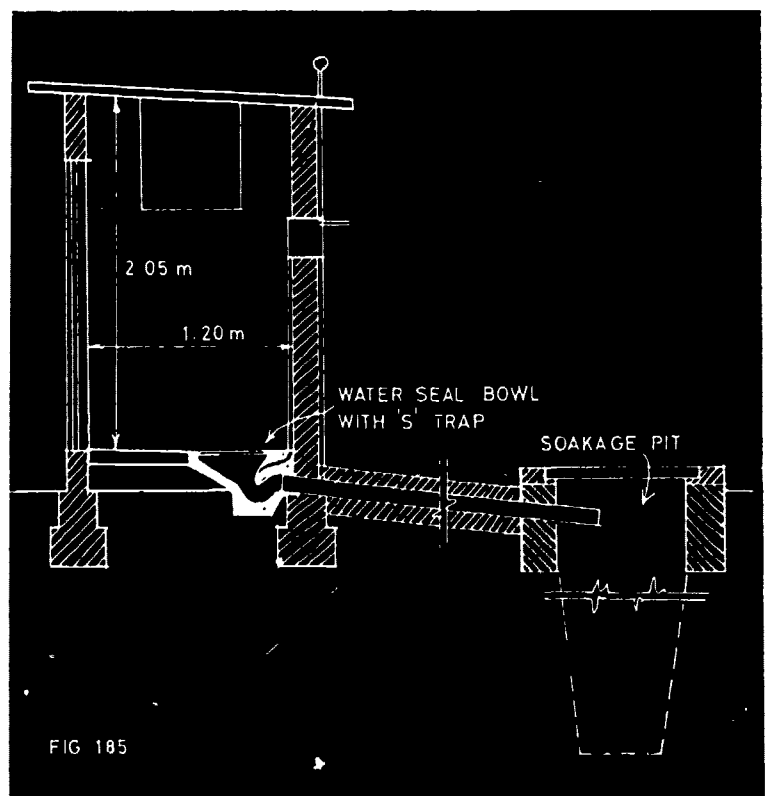 2.05 m
1.20 m
WATER SEAL BOWL
WITH 'S' TRAP
SOAKAGE PIT
FIG 185